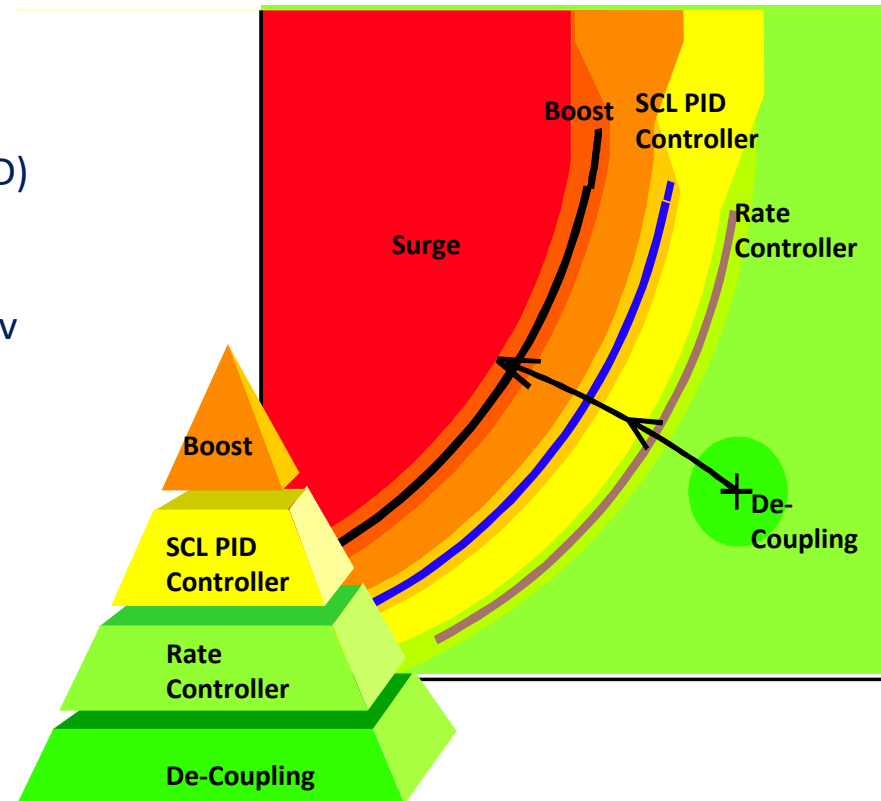 D)
v
Boost
SCL PID
Controller
Rate
Controller
Surge
De-
Coupling
Boost
SCL PID
Controller
Rate
Controller
De-Coupling